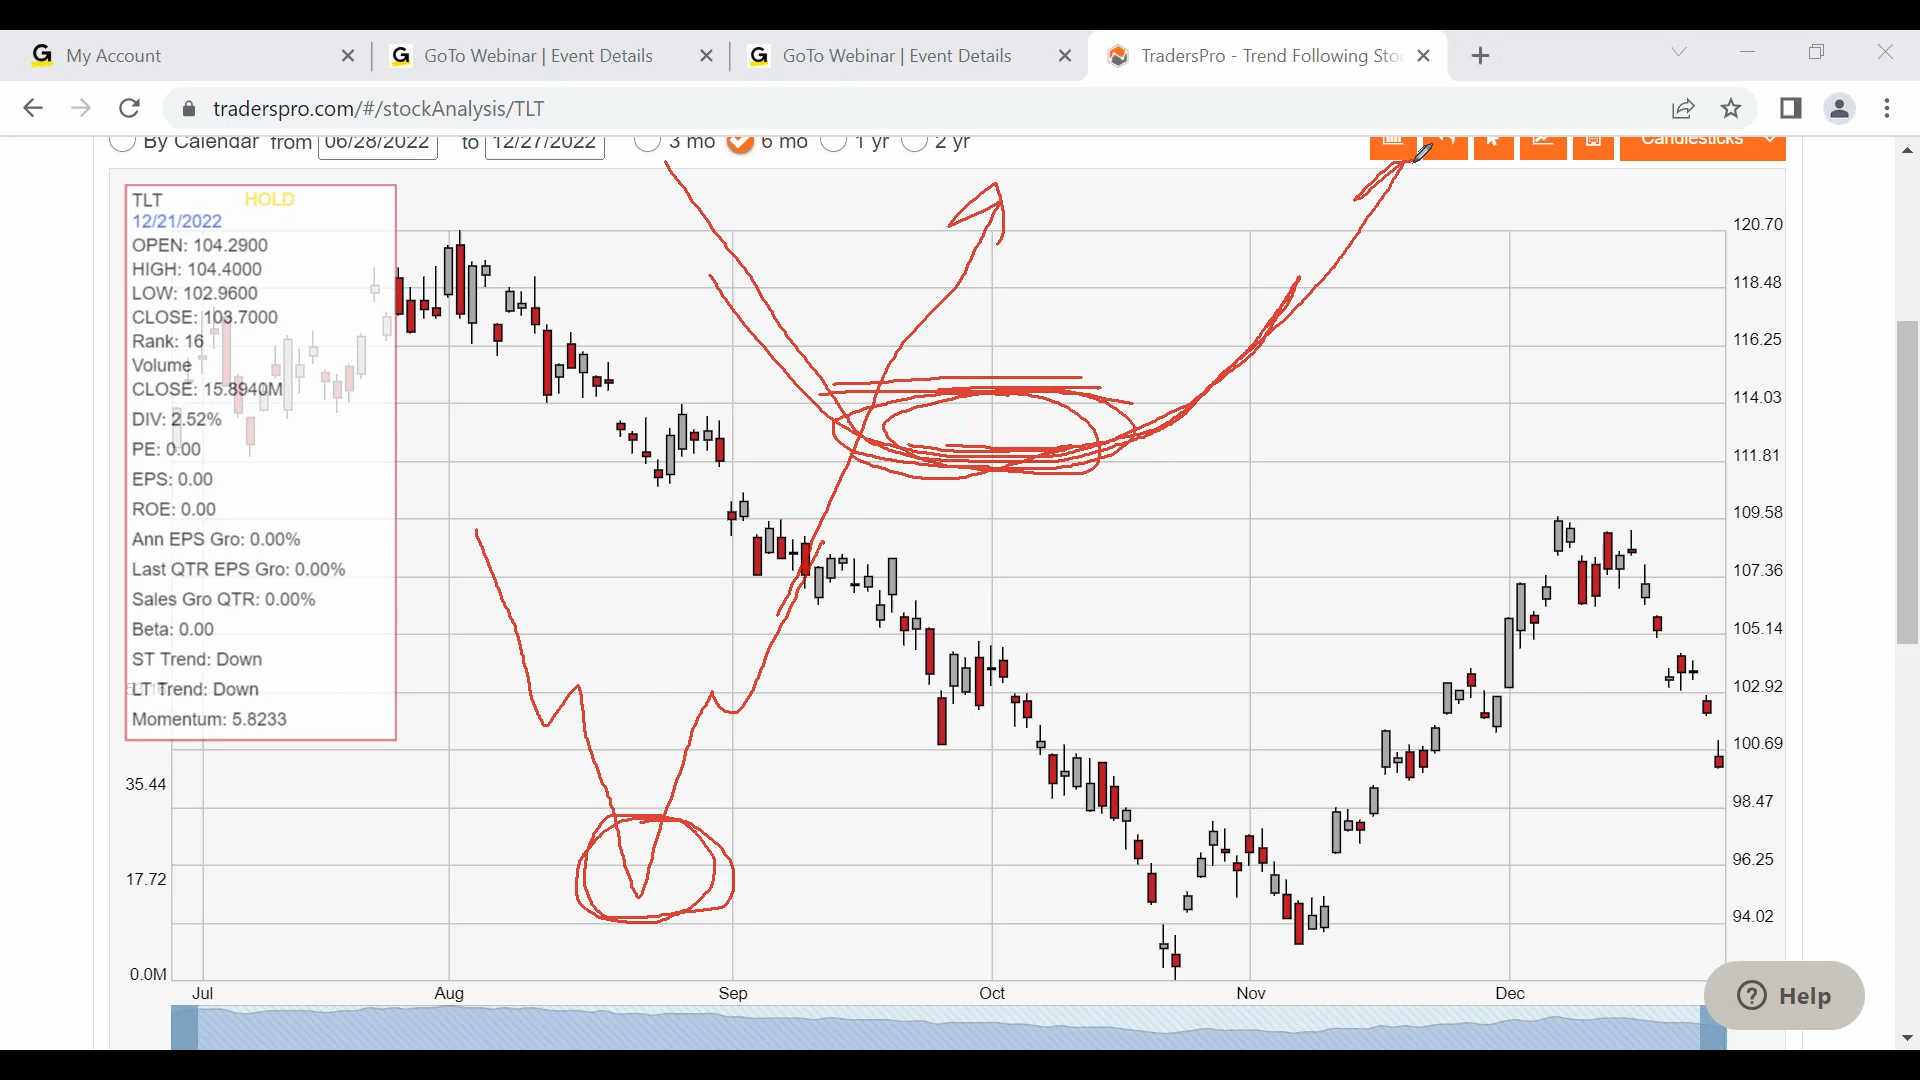 My Account
GoTo Webinar | Event Details
GoTo Webinar | Event Details
TradersPro - Trend Following Sto
traderspro.com/#/stockAnalysis/TLT
By Calendar from 06/28/2022 to 12/27/2022 3 mo 6 mo 1 yr 2 yr
Candlesticks
TLT HOLD
12/21/2022
OPEN: 104.2900
HIGH: 104.4000
LOW: 102.9600
CLOSE: 103.7000
Rank: 16
Volume
CLOSE: 15.8940M
DIV: 2.52%
PE: 0.00
EPS: 0.00
ROE: 0.00
Ann EPS Gro: 0.00%
Last QTR EPS Gro: 0.00%
Sales Gro QTR: 0.00%
Beta: 0.00
ST Trend: Down
LT Trend: Down
Momentum: 5.8233
35.44
17.72
0.0M
120.70
118.48
116.25
114.03
111.81
109.58
107.36
105.14
102.92
100.69
98.47
96.25
94.02
Jul Aug Sep Oct Nov Dec
Help